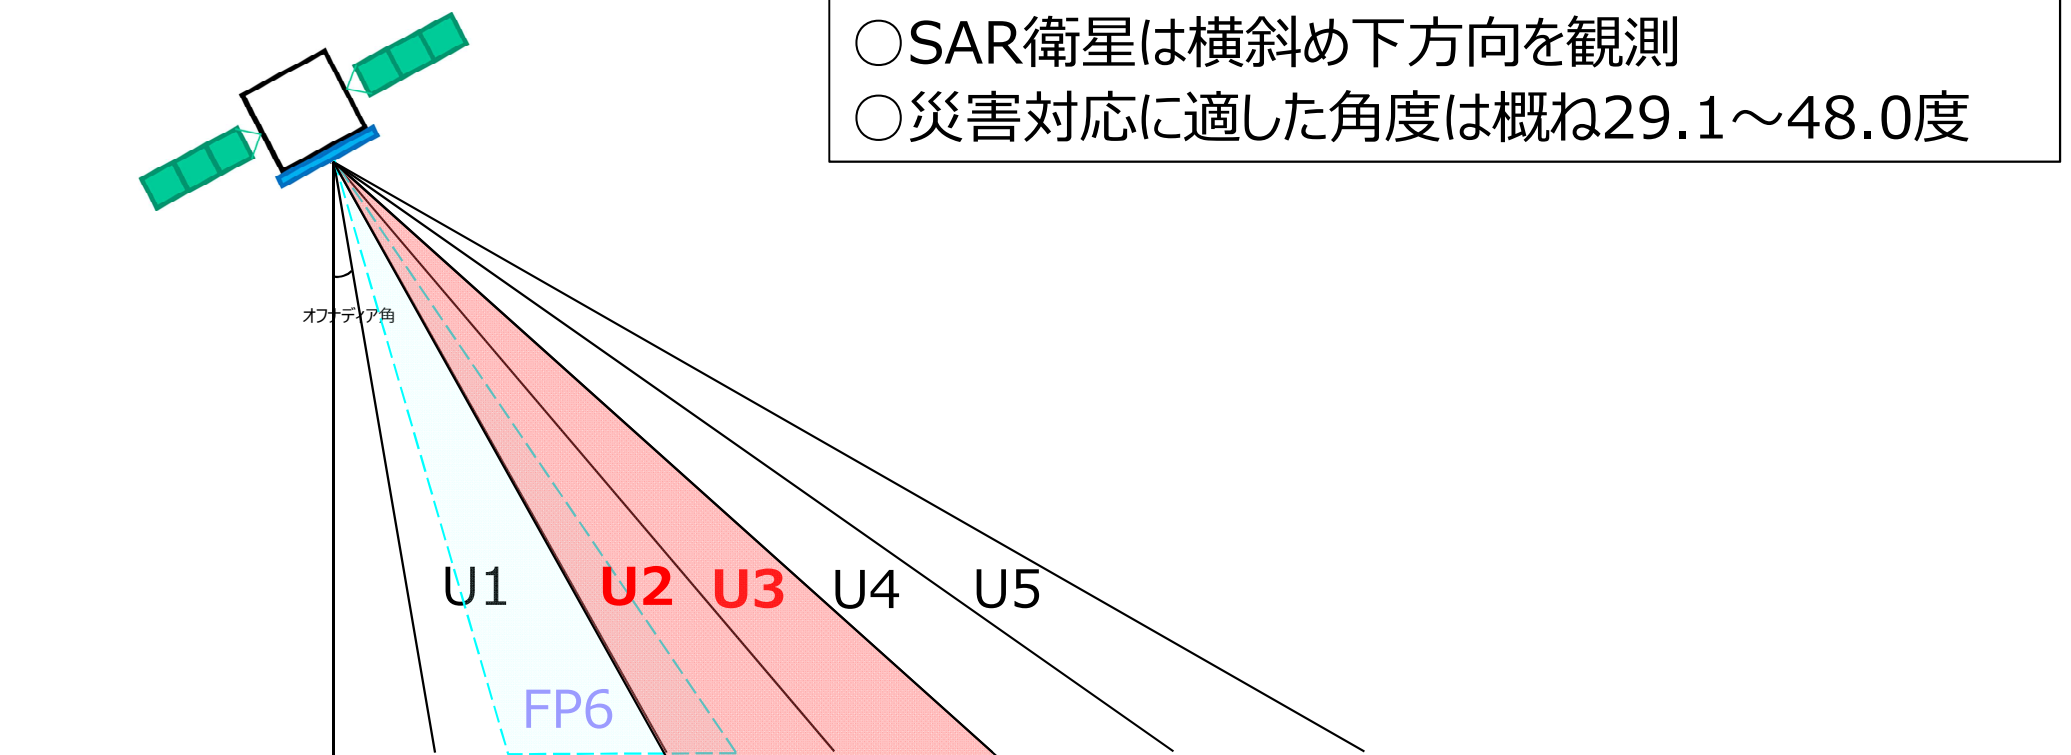 ○SAR衛星は横斜め下方向を観測
○災害対応に適した角度は概ね29.1～48.0度
オフナディア角
U1 U2 U3 U4 U5
FP6